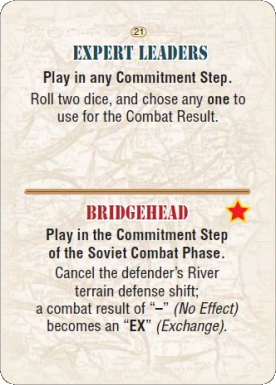 21
EXPERT LEADERS
Play in any Commitment Step.
Roll two dice, and chose any one to
use for the Combat Result.
BRIDGEHEAD
Play in the Commitment Step
of the Soviet Combat Phase.
Cancel the defender's River
terrain defense shift;
a combat result of “–” (No Effect)
becomes an “EX” (Exchange).